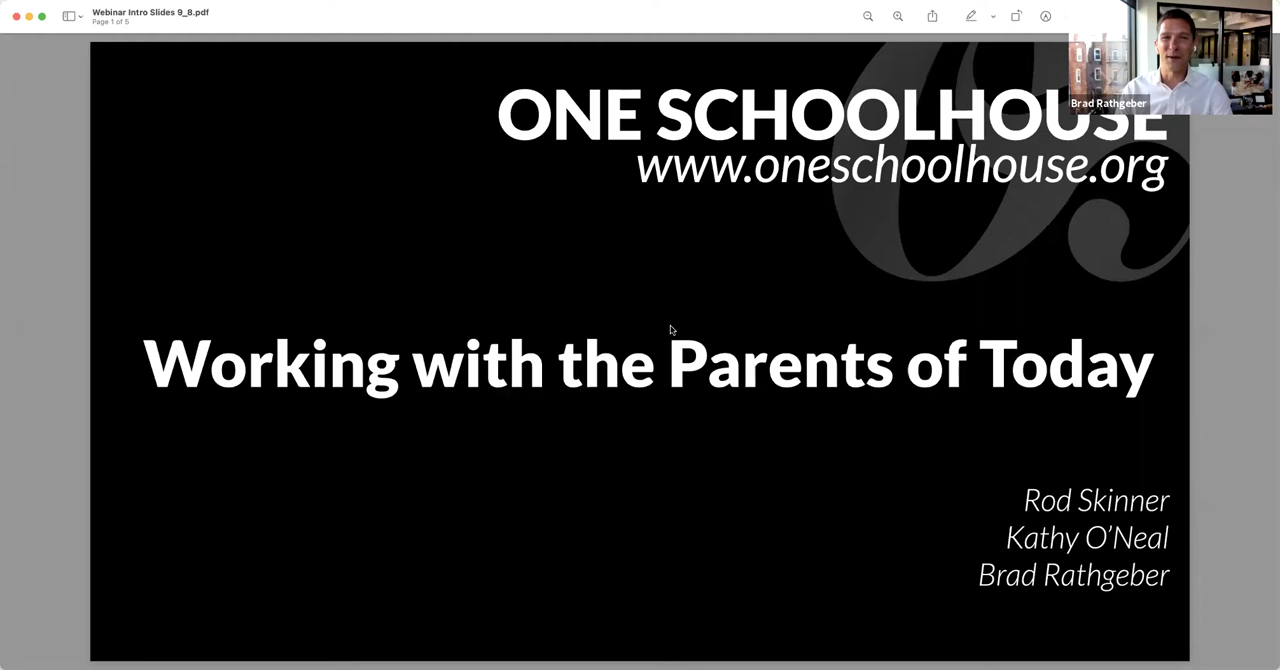 Webinar Intro Slides 9_8.pdf
Page 1 of 5
Brad Rathgeber
ONE SCHOOLHOUSE
www.oneschoolhouse.org
Working with the Parents of Today
Rod Skinner
Kathy O’Neal
Brad Rathgeber